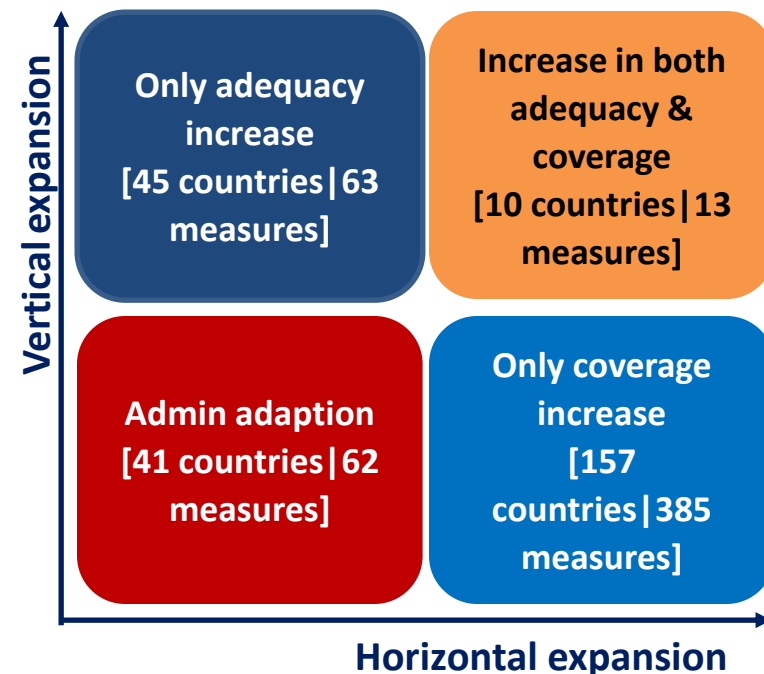 Vertical expansion
Only adequacy
increase
[45 countries|63
measures]
Increase in both
adequacy &
coverage
[10 countries|13
measures]
Admin adaption
[41 countries|62
measures]
Only coverage
increase
[157
countries|385
measures]
Horizontal expansion